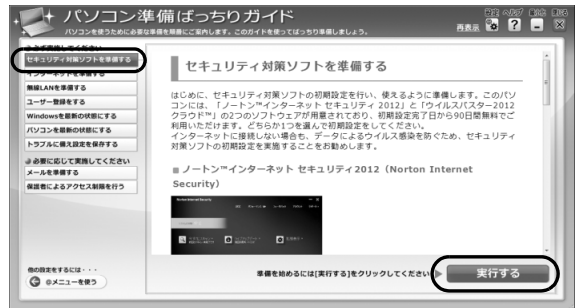 パソコン準備ばっちりガイド
パソコンを使うために必要な準備を順番にご案内します。このガイドを使ってばっちり準備しましょう。
再表示
設定 ヘルプ 最小化 閉じる
必ず実施してください
セキュリティ対策ソフトを準備する
インターネットを準備する
無線LANを準備する
ユーザー登録をする
Windowsを最新の状態にする
パソコンを最新の状態にする
トラブルに備え設定を保存する
必要に応じて実施してください
メールを準備する
保護者によるアクセス制限を行う
他の設定をするには・・・
@メニューを使う
セキュリティ対策ソフトを準備する
はじめに、セキュリティ対策ソフトの初期設定を行い、使えるように準備します。このパソ
コンには、「ノートン™インターネット セキュリティ 2012」と「ウイルスバスター2012
クラウド™」の2つのソフトウェアが用意されており、初期設定完了日から90日間無料でご
利用いただけます。どちらか1つを選んで初期設定をしてください。
インターネットに接続しない場合も、データによるウイルス感染を防ぐため、セキュリティ
対策ソフトの初期設定を実施することをお勧めします。
■ ノートン™インターネット セキュリティ2012（Norton Internet
Security）
準備を始めるには[実行する]をクリックしてください
実行する